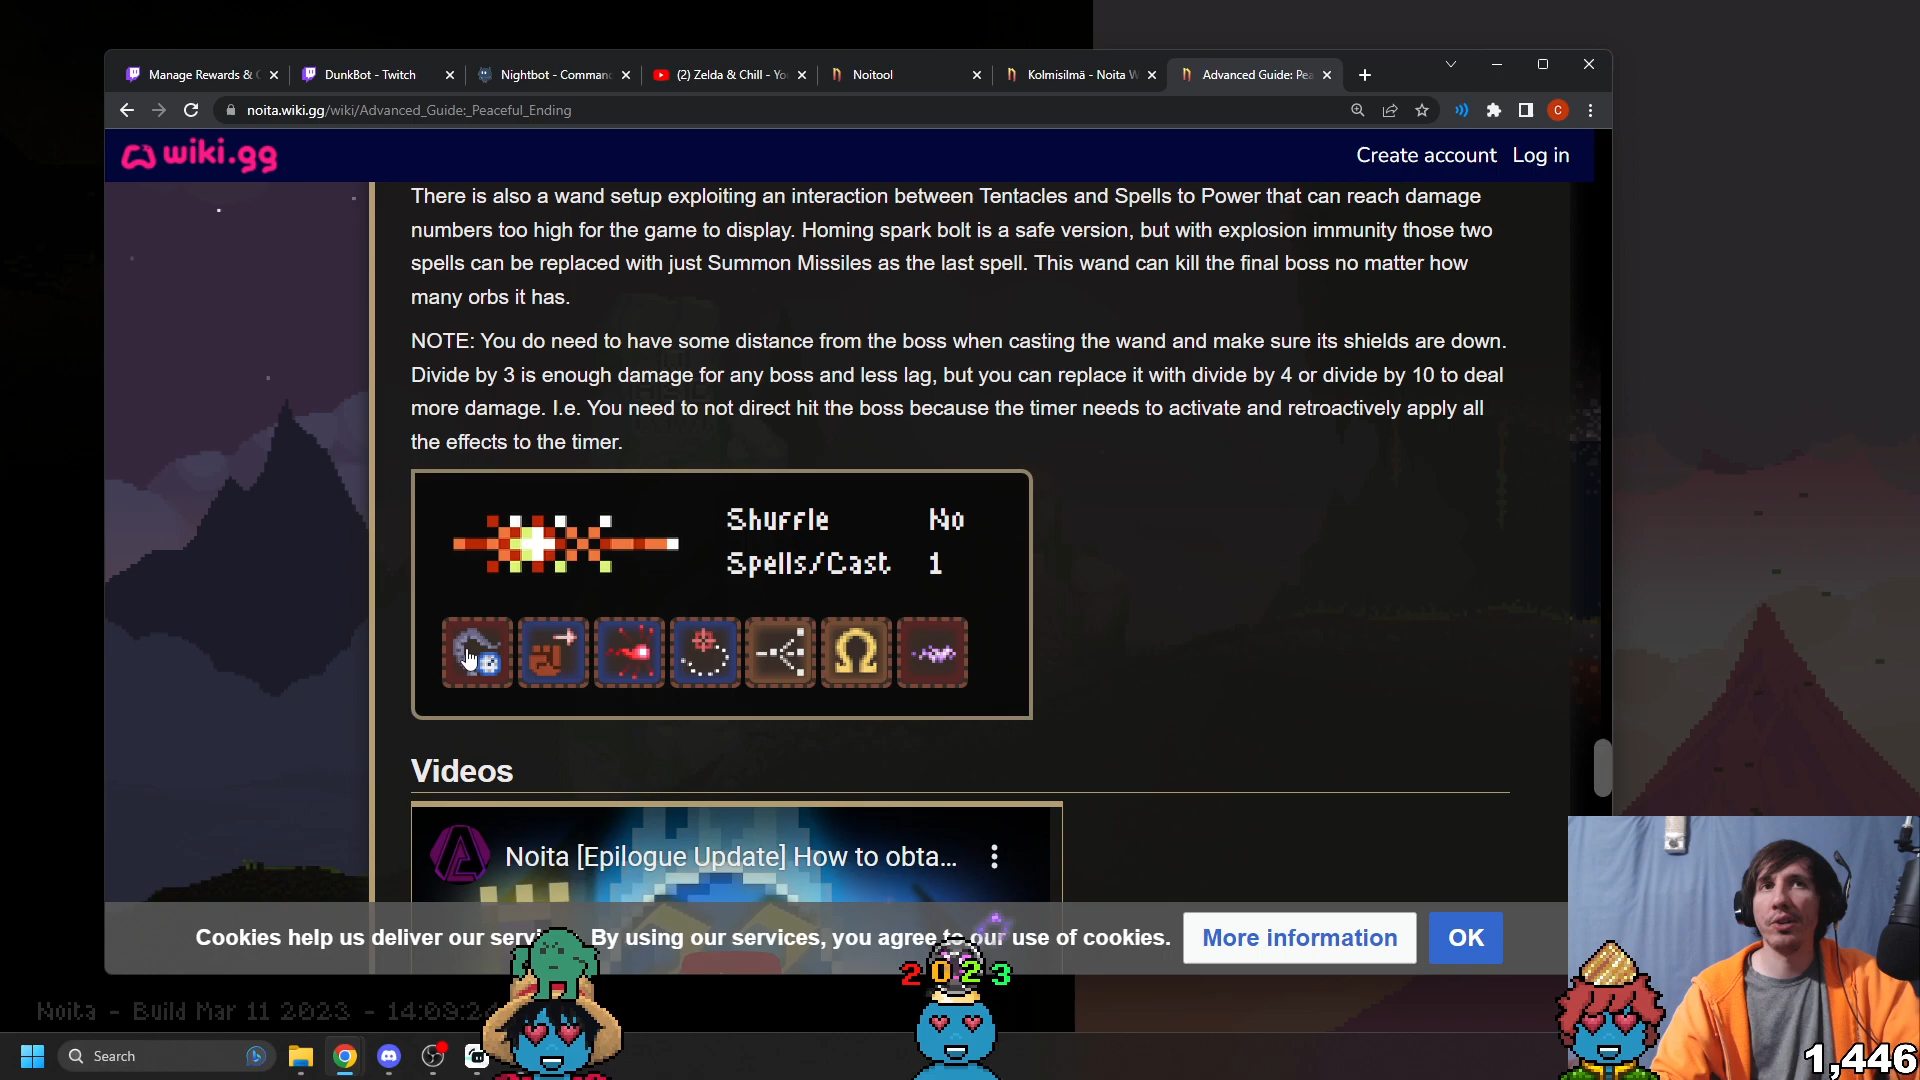 Manage Rewards & C
DunkBot - Twitch
Nightbot - Comman
(2) Zelda & Chill - Yo
Noitool
Kolmisilmä - Noita W
Advanced Guide: Pea
noita.wiki.gg/wiki/Advanced_Guide:_Peaceful_Ending
C
wiki.gg
Create account Log in
There is also a wand setup exploiting an interaction between Tentacles and Spells to Power that can reach damage
numbers too high for the game to display. Homing spark bolt is a safe version, but with explosion immunity those two
spells can be replaced with just Summon Missiles as the last spell. This wand can kill the final boss no matter how
many orbs it has.
NOTE: You do need to have some distance from the boss when casting the wand and make sure its shields are down.
Divide by 3 is enough damage for any boss and less lag, but you can replace it with divide by 4 or divide by 10 to deal
more damage. I.e. You need to not direct hit the boss because the timer needs to activate and retroactively apply all
the effects to the timer.
Shuffle No
Spells/Cast 1
Videos
Noita [Epilogue Update] How to obta...
Cookies help us deliver our servi By using our services, you agree to our use of cookies.
More information
OK
2023
Noita - Build Mar 11 2023 - 14:09:2
Search
1,446